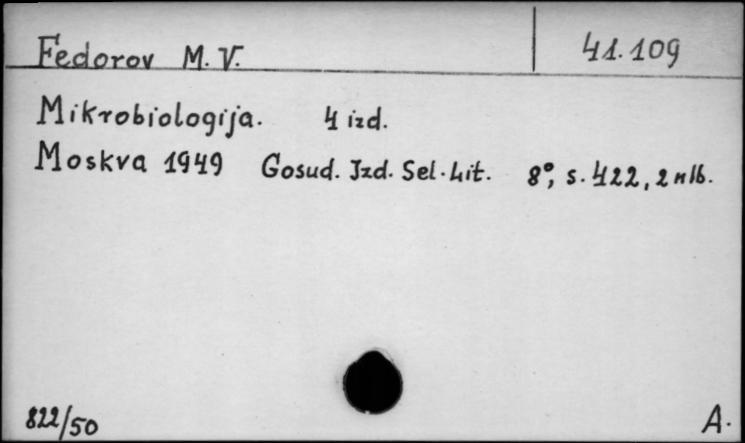 Fedorov M. V. 41.109
Mikrobiologija. 4 izd.
Moskva 1949 Gosud. Izd. Sel.-Lit. 8°, s. 422, 2
822/50 A.